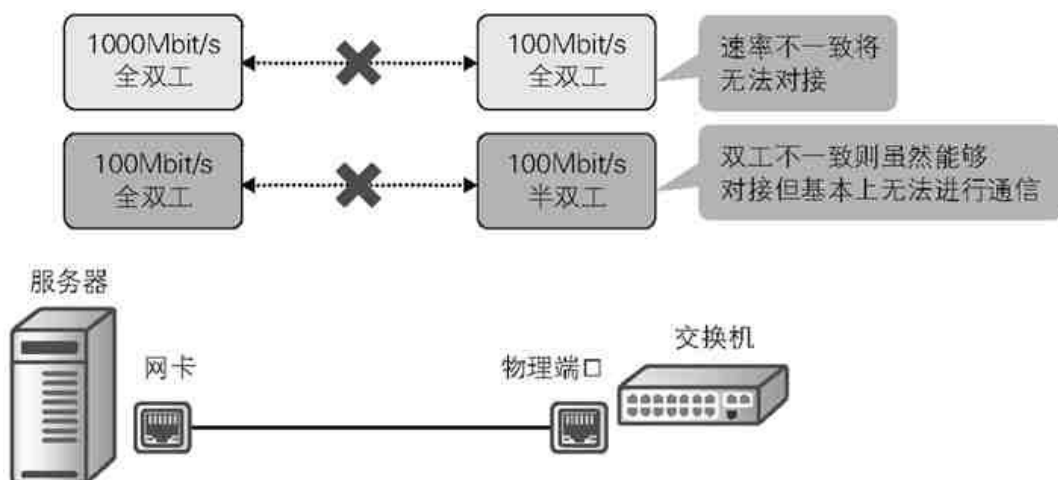 1000Mbit/s
全双工
100Mbit/s
全双工
速率不一致将
无法对接
100Mbit/s
全双工
100Mbit/s
半双工
双工不一致则虽然能够
对接但基本上无法进行通信
服务器
网卡
物理端口
交换机